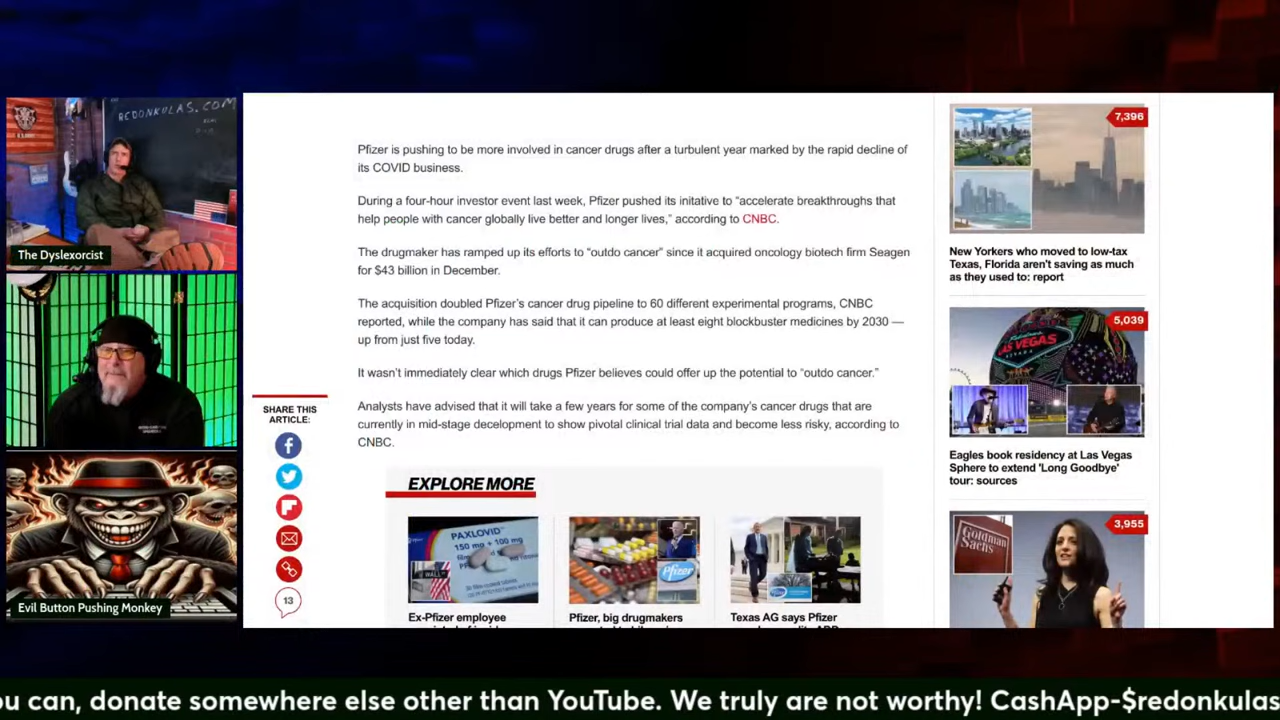 REDONKULAS.COM
The Dyslexorcist
Evil Button Pushing Monkey
Pfizer is pushing to be more involved in cancer drugs after a turbulent year marked by the rapid decline of
its COVID business.
During a four-hour investor event last week, Pfizer pushed its initative to “accelerate breakthroughs that
help people with cancer globally live better and longer lives,” according to CNBC.
The drugmaker has ramped up its efforts to “outdo cancer” since it acquired oncology biotech firm Seagen
for $43 billion in December.
The acquisition doubled Pfizer’s cancer drug pipeline to 60 different experimental programs, CNBC
reported, while the company has said that it can produce at least eight blockbuster medicines by 2030 —
up from just five today.
It wasn’t immediately clear which drugs Pfizer believes could offer up the potential to “outdo cancer.”
Analysts have advised that it will take a few years for some of the company’s cancer drugs that are
currently in mid-stage development to show pivotal clinical trial data and become less risky, according to
CNBC.
SHARE THIS
ARTICLE:
13
EXPLORE MORE
PAXLOVID
150 mg + 100 mg
WALL
Ex-Pfizer employee
Pfizer
Pfizer, big drugmakers
Texas AG says Pfizer
7,396
New Yorkers who moved to low-tax
Texas, Florida aren't saving as much
as they used to: report
5,039
LAS VEGAS
Eagles book residency at Las Vegas
Sphere to extend 'Long Goodbye'
tour: sources
3,955
Goldman
Sachs
ou can, donate somewhere else other than YouTube. We truly are not worthy! CashApp-$redonkulas